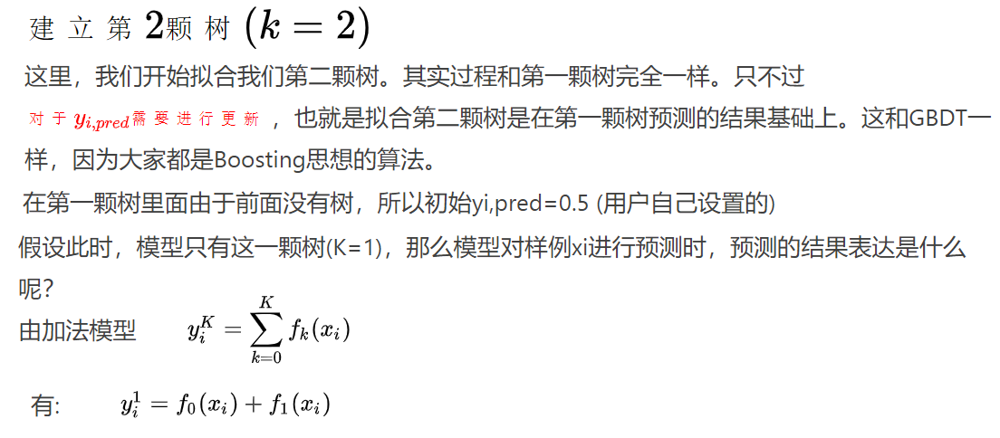 建立第2颗树(k = 2)
这里，我们开始拟合我们第二颗树。其实过程和第一颗树完全一样。只不过
对于 y_{i,pred}需要进行更新 ，也就是拟合第二颗树是在第一颗树预测的结果基础上。这和GBDT一
样，因为大家都是Boosting思想的算法。
在第一颗树里面由于前面没有树，所以初始yi,pred=0.5 (用户自己设置的)
假设此时，模型只有这一颗树(K=1)，那么模型对样例xi进行预测时，预测的结果表达是什么
呢?
由加法模型 y_i^K = \sum_{k=0}^{K} f_k(x_i)
有: y_i^1 = f_0(x_i) + f_1(x_i)